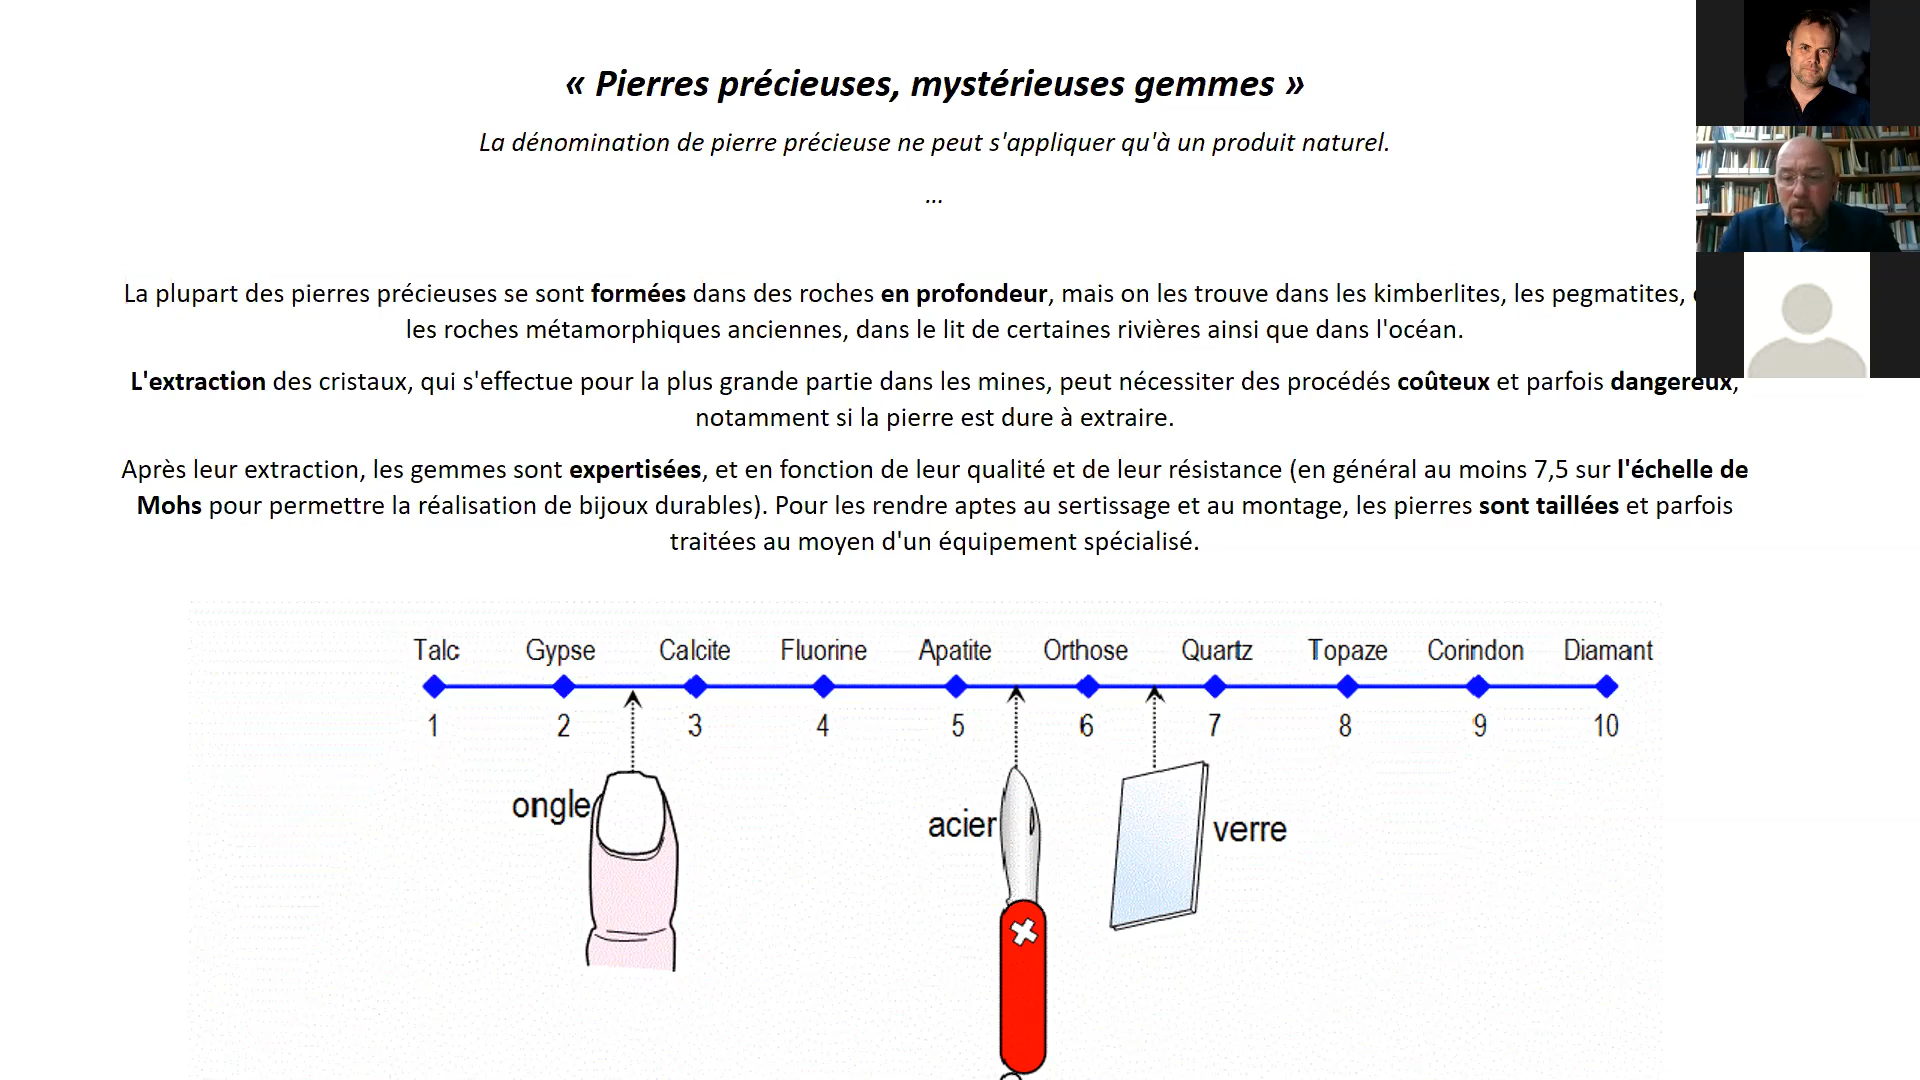 « Pierres précieuses, mystérieuses gemmes »
La dénomination de pierre précieuse ne peut s'appliquer qu'à un produit naturel.
...
La plupart des pierres précieuses se sont formées dans des roches en profondeur, mais on les trouve dans les kimberlites, les pegmatites,
les roches métamorphiques anciennes, dans le lit de certaines rivières ainsi que dans l'océan.
L'extraction des cristaux, qui s'effectue pour la plus grande partie dans les mines, peut nécessiter des procédés coûteux et parfois dangereux,
notamment si la pierre est dure à extraire.
Après leur extraction, les gemmes sont expertisées, et en fonction de leur qualité et de leur résistance (en général au moins 7,5 sur l'échelle de
Mohs pour permettre la réalisation de bijoux durables). Pour les rendre aptes au sertissage et au montage, les pierres sont taillées et parfois
traitées au moyen d'un équipement spécialisé.
Talc Gypse Calcite Fluorine Apatite Orthose Quartz Topaze Corindon Diamant
1 2 3 4 5 6 7 8 9 10
ongle acier verre